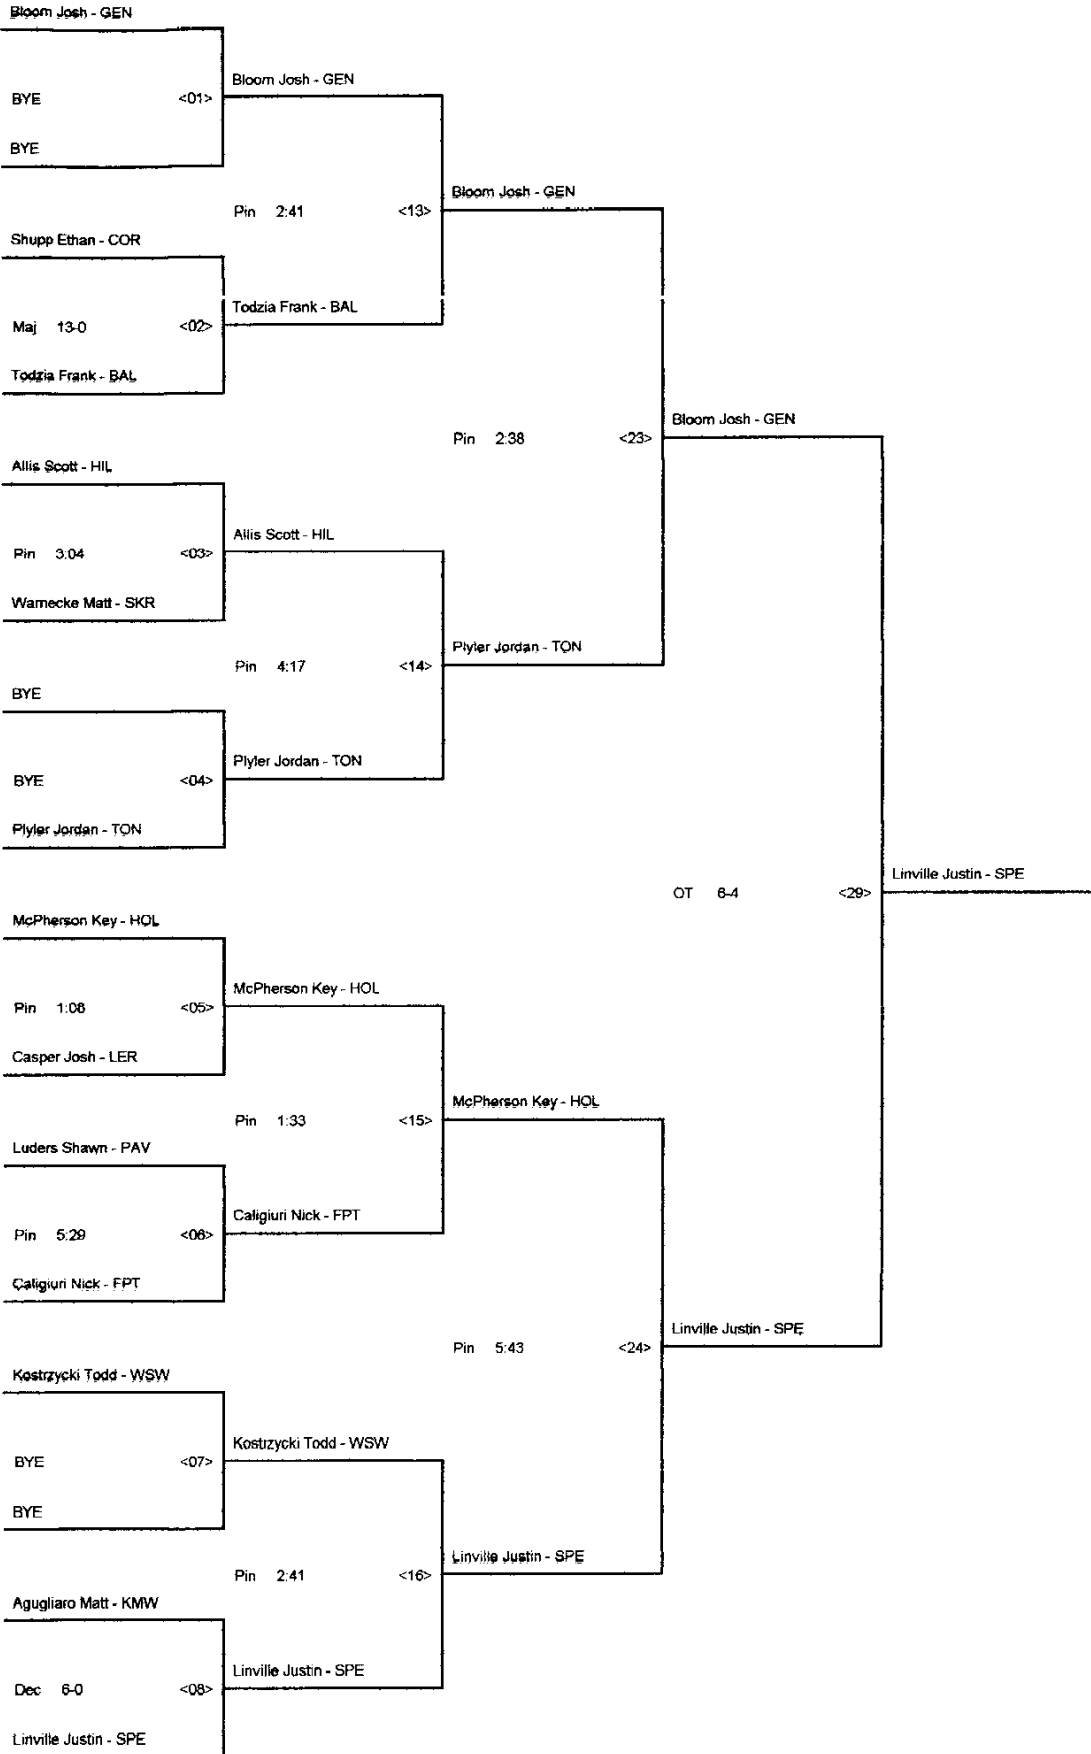 Bloom Josh - GEN
Bloom Josh - GEN
BYE <01>
BYE
Bloom Josh - GEN
Pin 2:41 <13>
Shupp Ethan - COR
Todzia Frank - BAL
Maj 13-0 <02>
Todzia Frank - BAL
Bloom Josh - GEN
Pin 2:38 <23>
Allis Scott - HIL
Allis Scott - HIL
Pin 3:04 <03>
Warnecke Matt - SKR
Plyler Jordan - TON
Pin 4:17 <14>
BYE
Plyler Jordan - TON
BYE <04>
Plyler Jordan - TON
Linville Justin - SPE
OT 6-4 <29>
McPherson Key - HOL
McPherson Key - HOL
Pin 1:06 <05>
Casper Josh - LER
McPherson Key - HOL
Pin 1:33 <15>
Luders Shawn - PAV
Caligiuri Nick - FPT
Pin 5:29 <06>
Caligiuri Nick - FPT
Linville Justin - SPE
Pin 5:43 <24>
Kostrzycki Todd - WSW
Kostrzycki Todd - WSW
BYE <07>
BYE
Linville Justin - SPE
Pin 2:41 <16>
Agugliaro Matt - KMW
Linville Justin - SPE
Dec 6-0 <08>
Linville Justin - SPE